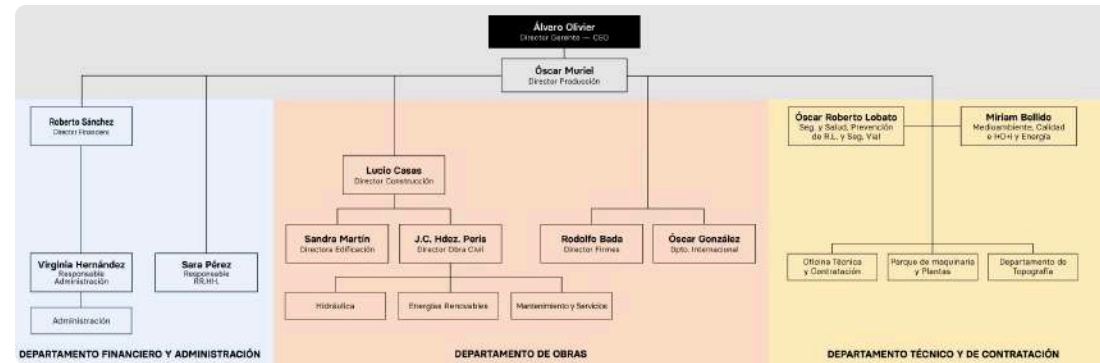 Álvaro Olivier
Director Gerente — CEO
Óscar Muriel
Director Producción
Roberto Sánchez
Director Financiero
Óscar Roberto Lobato
Seg. y Salud, Prevención
de R.L. y Seg. Vial
Miriam Bellido
Medioambiente, Calidad
e I+D+i y Energía
Lucio Casas
Director Construcción
Sandra Martín
Directora Edificación
J.C. Hdez. Peris
Director Obra Civil
Rodolfo Bada
Director Firmes
Óscar González
Dpto. Internacional
Virginia Hernández
Responsable
Administración
Sara Pérez
Responsable
RR.HH.
Oficina Técnica
y Contratación
Parque de maquinaria
y Plantas
Departamento de
Topografía
Administración
Hidráulica
Energías Renovables
Mantenimiento y Servicios
DEPARTAMENTO FINANCIERO Y ADMINISTRACIÓN
DEPARTAMENTO DE OBRAS
DEPARTAMENTO TÉCNICO Y DE CONTRATACIÓN